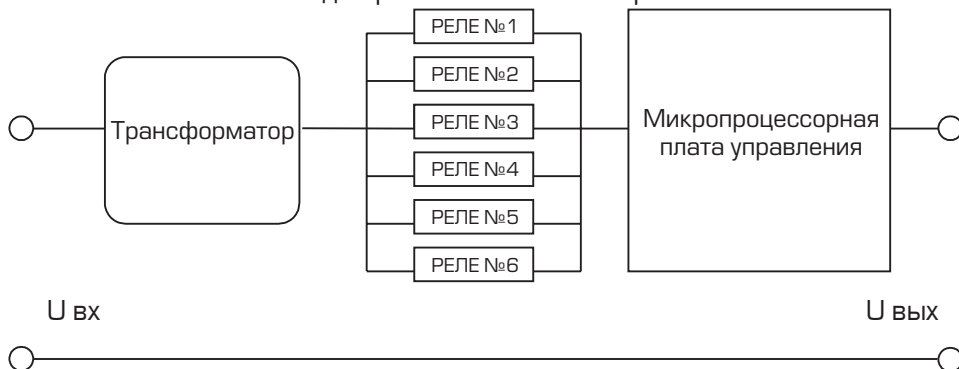 РЕЛЕ №1
РЕЛЕ №2
РЕЛЕ №3
РЕЛЕ №4
РЕЛЕ №5
РЕЛЕ №6
Трансформатор
Микропроцессорная
плата управления
U вх
U вых